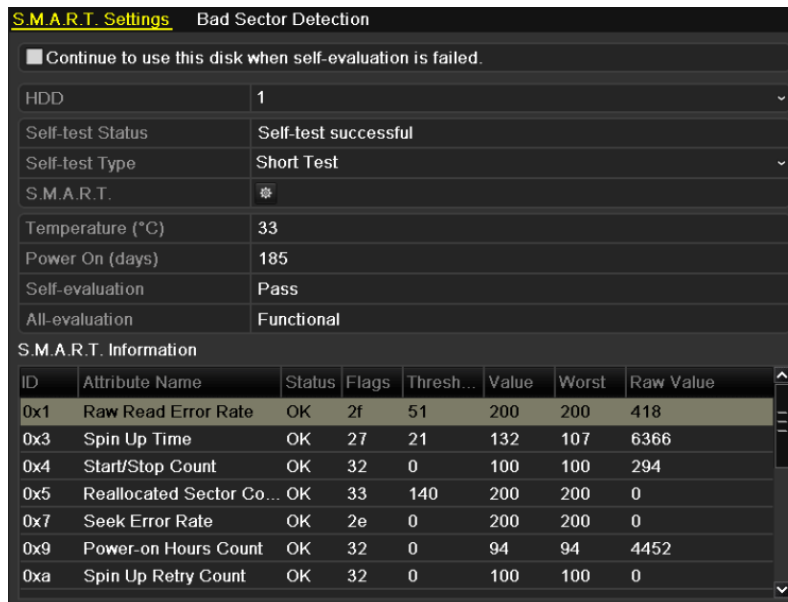 S.M.A.R.T. Settings Bad Sector Detection
Continue to use this disk when self-evaluation is failed.
HDD 1
Self-test Status Self-test successful
Self-test Type Short Test
S.M.A.R.T.
Temperature (°C) 33
Power On (days) 185
Self-evaluation Pass
All-evaluation Functional
S.M.A.R.T. Information
ID Attribute Name Status Flags Thresh... Value Worst Raw Value
0x1 Raw Read Error Rate OK 2f 51 200 200 418
0x3 Spin Up Time OK 27 21 132 107 6366
0x4 Start/Stop Count OK 32 0 100 100 294
0x5 Reallocated Sector Co... OK 33 140 200 200 0
0x7 Seek Error Rate OK 2e 0 200 200 0
0x9 Power-on Hours Count OK 32 0 94 94 4452
0xa Spin Up Retry Count OK 32 0 100 100 0